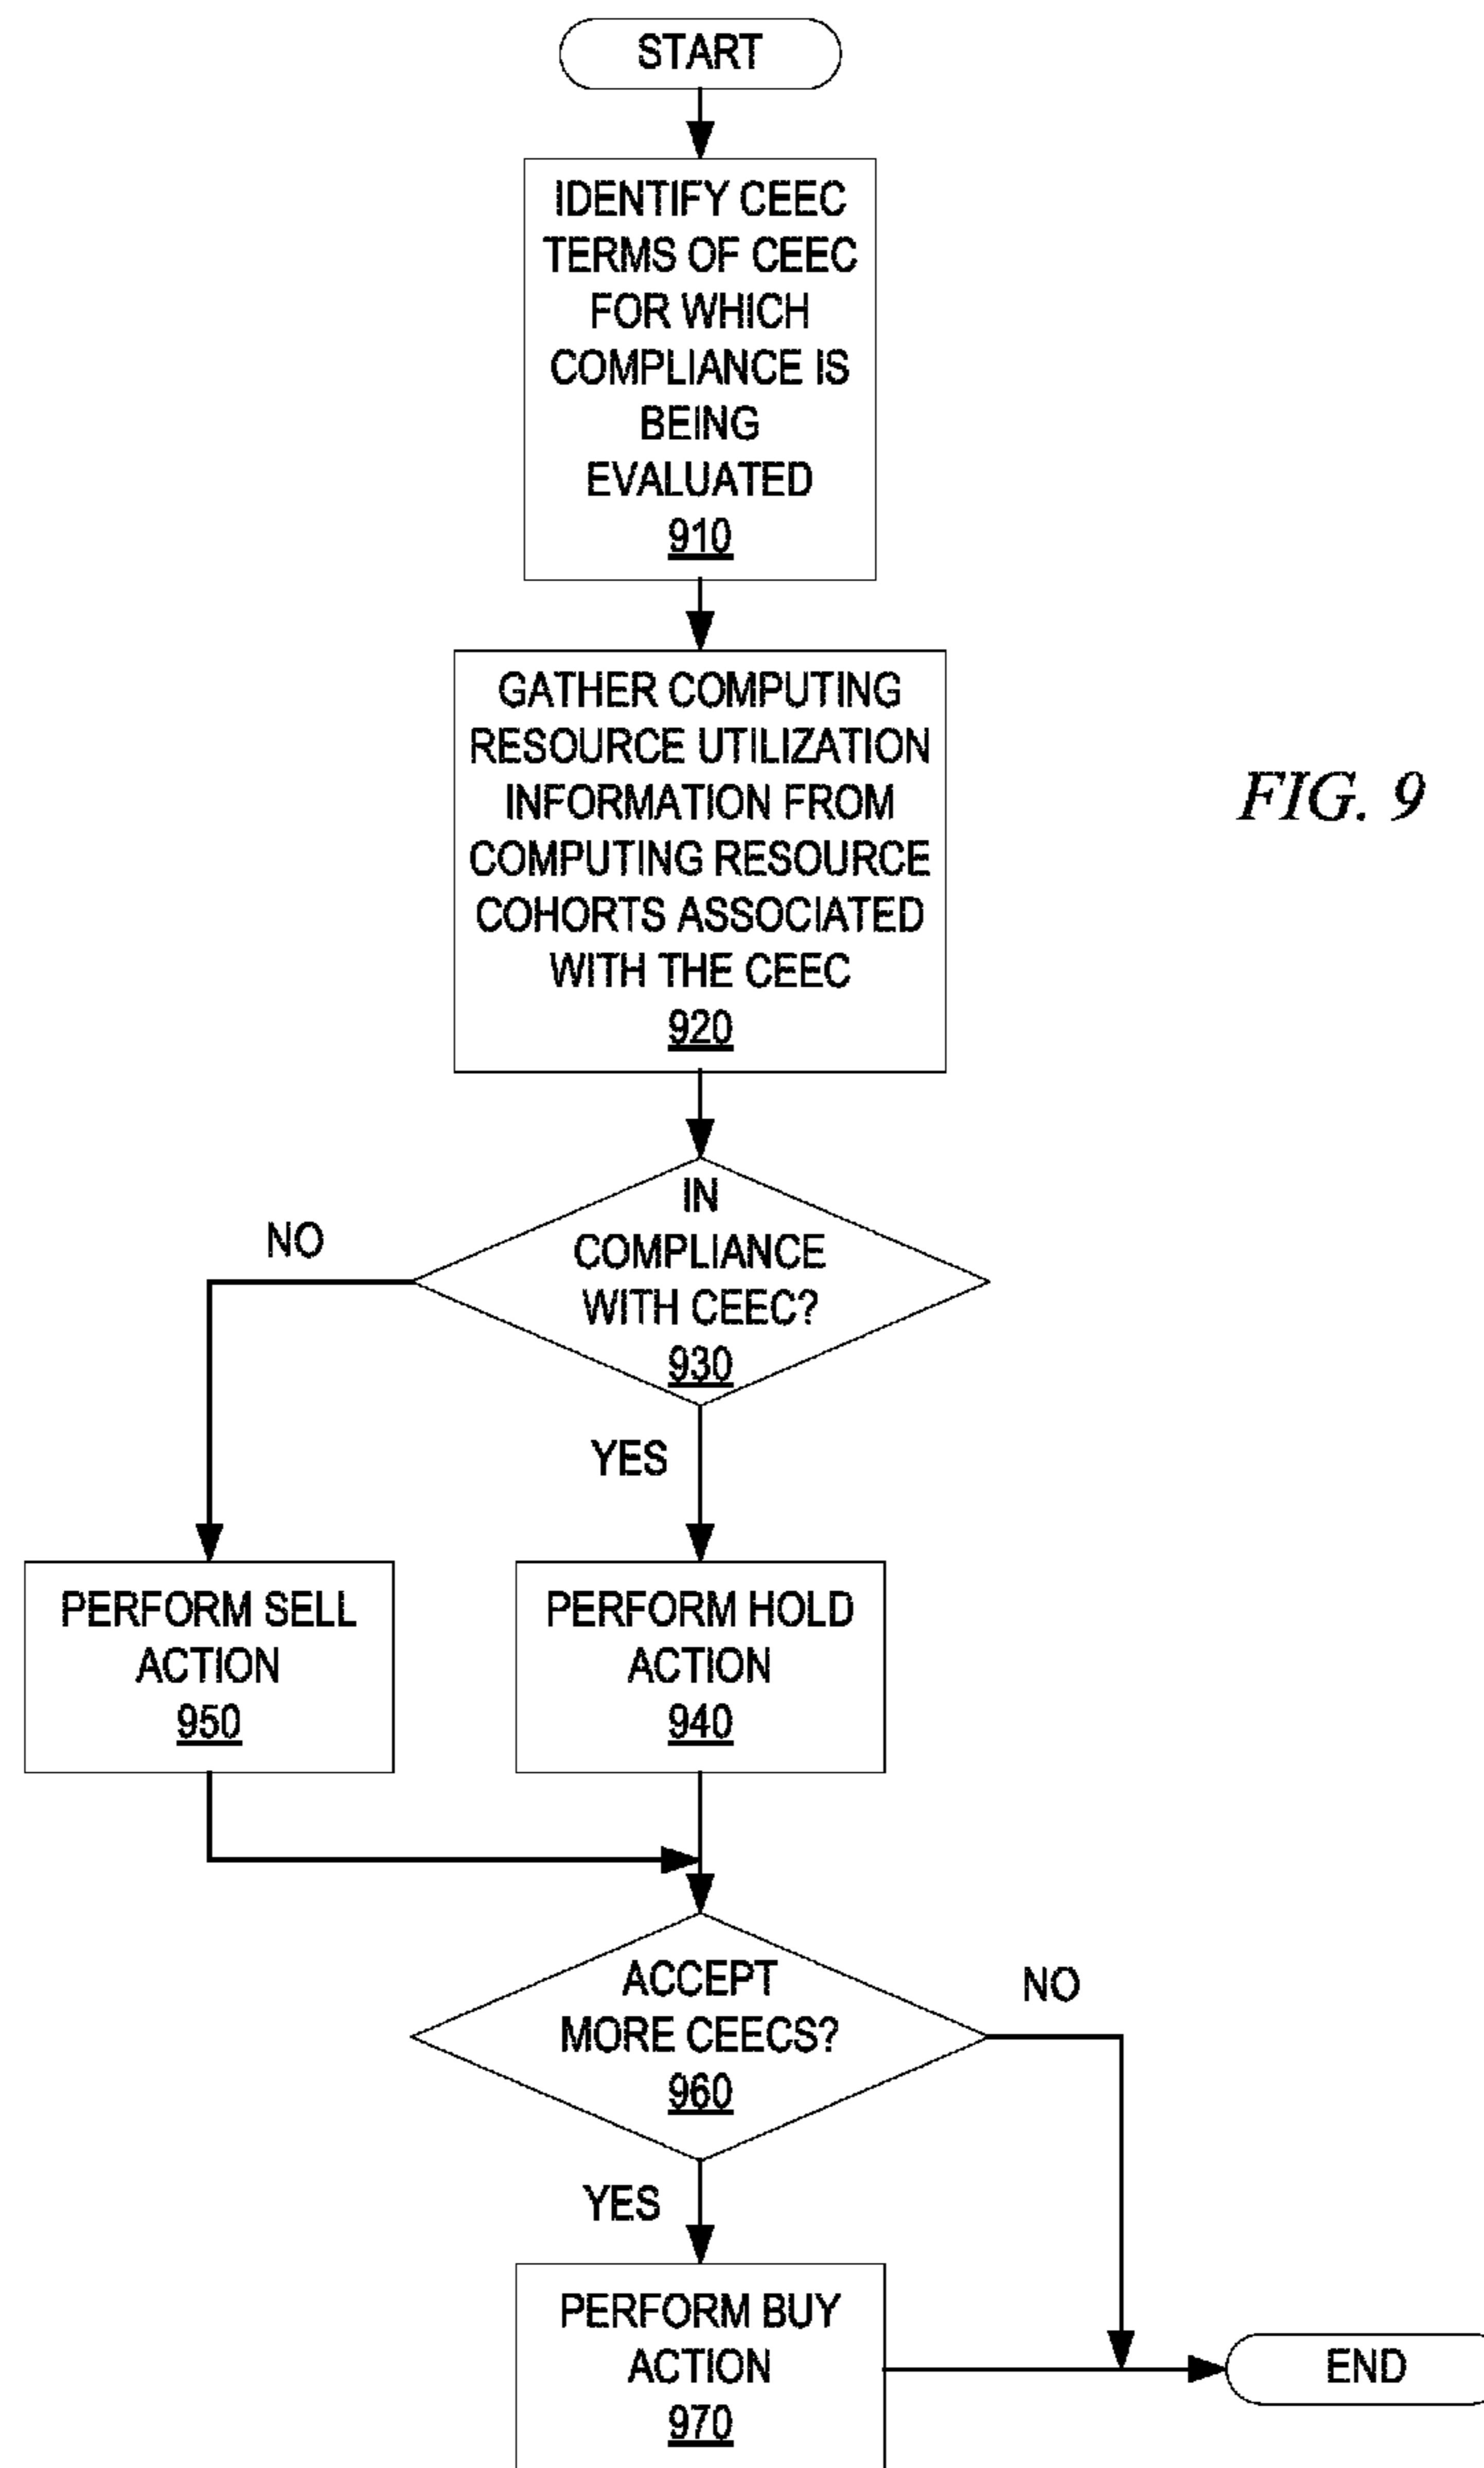 START
IDENTIFY CEEC
TERMS OF CEEC
FOR WHICH
COMPLIANCE IS
BEING
EVALUATED
910
GATHER COMPUTING
RESOURCE UTILIZATION
INFORMATION FROM
COMPUTING RESOURCE
COHORTS ASSOCIATED
WITH THE CEEC
920
FIG. 9
IN
COMPLIANCE
WITH CEEC?
930
NO
YES
PERFORM SELL
ACTION
950
PERFORM HOLD
ACTION
940
ACCEPT
MORE CEECS?
960
NO
YES
PERFORM BUY
ACTION
970
END